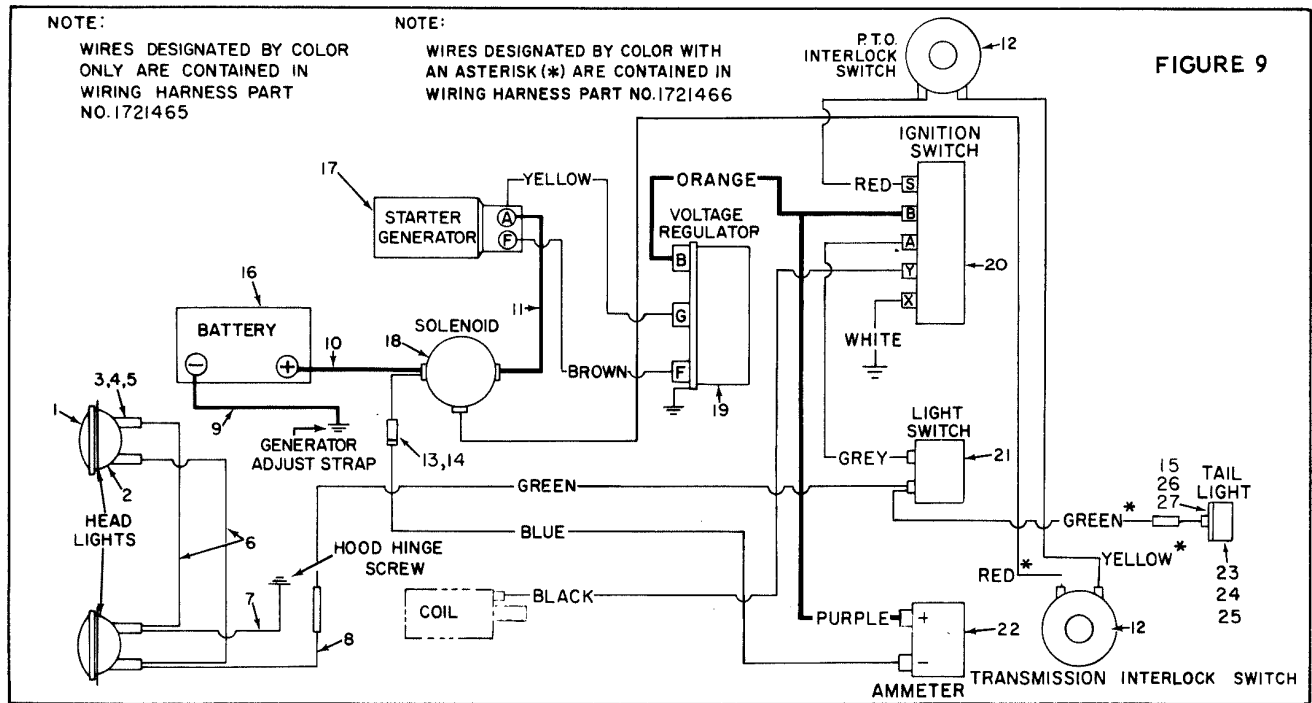 NOTE:
WIRES DESIGNATED BY COLOR
ONLY ARE CONTAINED IN
WIRING HARNESS PART
NO.1721465
NOTE:
WIRES DESIGNATED BY COLOR WITH
AN ASTERISK (*) ARE CONTAINED IN
WIRING HARNESS PART NO.1721466
P.T.O.
INTERLOCK
SWITCH
12
FIGURE 9
IGNITION
SWITCH
17
YELLOW
ORANGE
RED
S
B
A
Y
X
20
STARTER
GENERATOR
A
F
VOLTAGE
REGULATOR
B
G
F
19
16
BATTERY
−
+
10
11
SOLENOID
18
WHITE
BROWN
3,4,5
1
2
9
GENERATOR
ADJUST STRAP
13,14
LIGHT
SWITCH
GREY
21
GREEN
15
26
27
TAIL
LIGHT
HEAD
LIGHTS
6
BLUE
GREEN*
HOOD HINGE
SCREW
YELLOW*
RED*
23
24
25
7
8
COIL
BLACK
PURPLE
+
−
22
12
AMMETER
TRANSMISSION INTERLOCK SWITCH